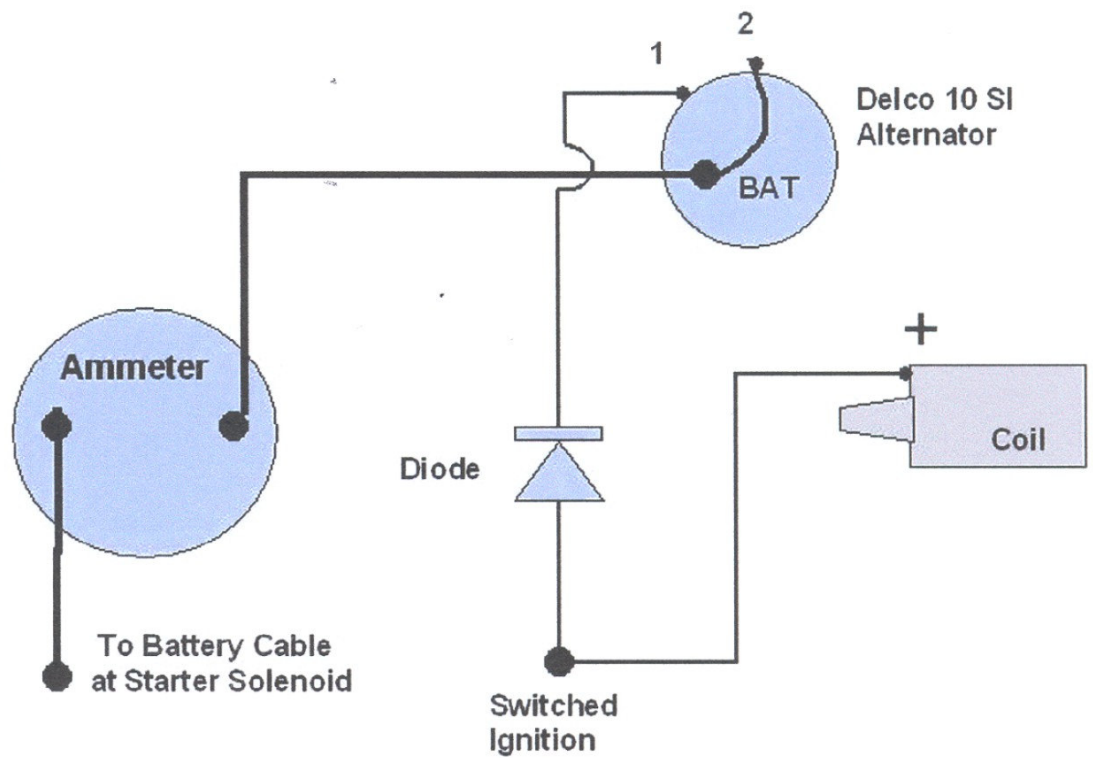 2
1
Delco 10 SI
Alternator
BAT
+
Ammeter
Coil
Diode
To Battery Cable
at Starter Solenoid
Switched
Ignition